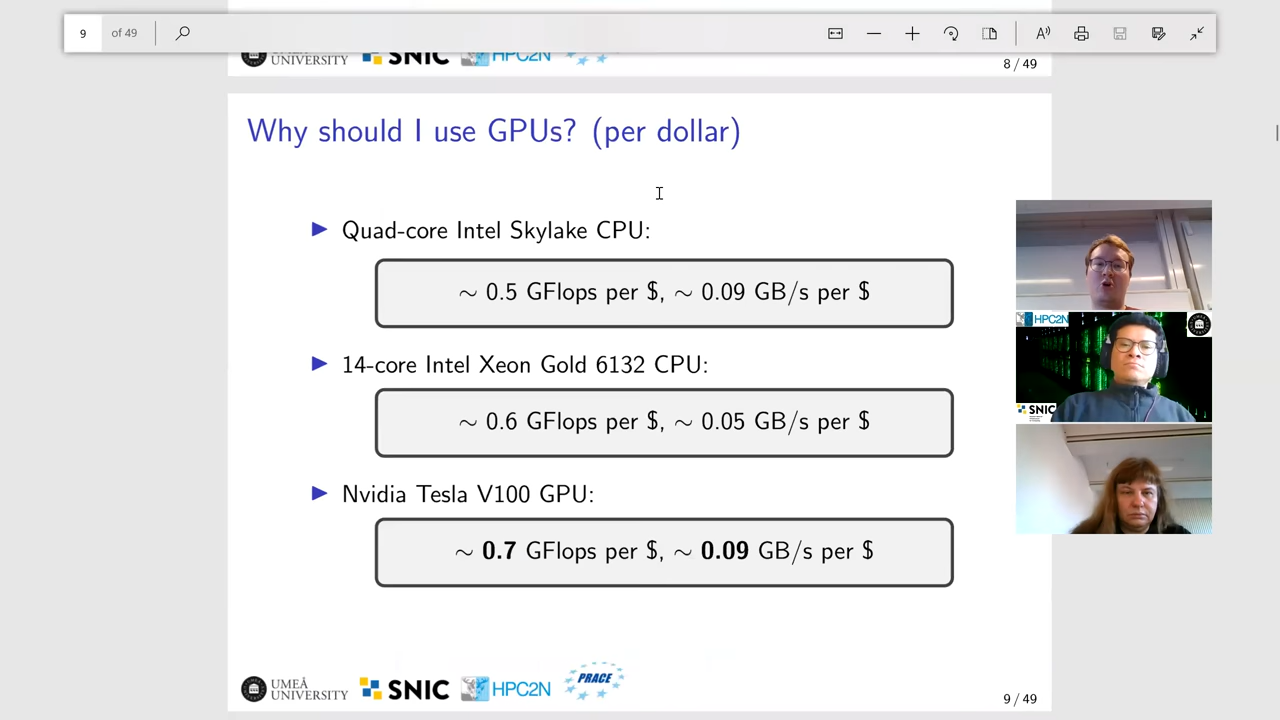 9 of 49
UNIVERSITY SNIC HPC2N
8 / 49
Why should I use GPUs? (per dollar)
▶ Quad-core Intel Skylake CPU:
∼ 0.5 GFlops per $, ∼ 0.09 GB/s per $
▶ 14-core Intel Xeon Gold 6132 CPU:
∼ 0.6 GFlops per $, ∼ 0.05 GB/s per $
▶ Nvidia Tesla V100 GPU:
∼ 0.7 GFlops per $, ∼ 0.09 GB/s per $
UMEÅ
UNIVERSITY
SNIC
HPC2N
PRACE
9 / 49
HPC2N
SNIC